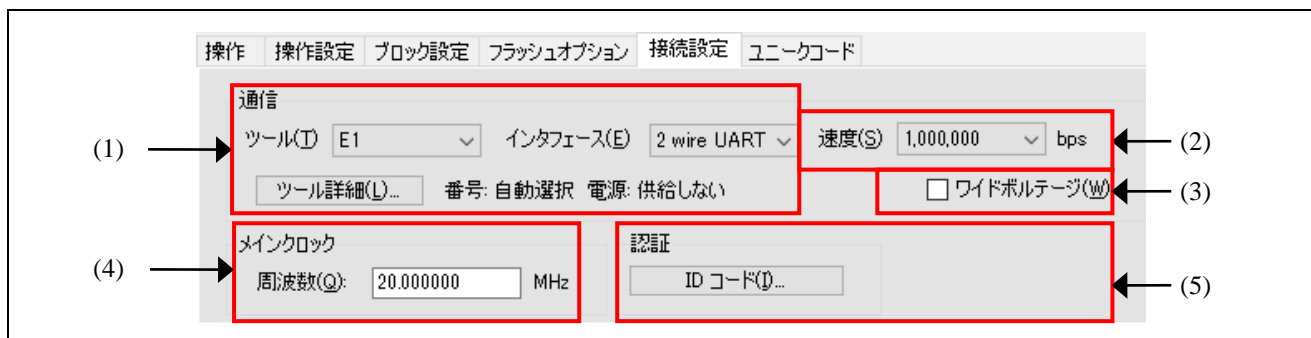 操作 操作設定 ブロック設定 フラッシュオプション 接続設定 ユニークコード
通信
(1) ツール(T) E1 インタフェース(E) 2 wire UART 速度(S) 1,000,000 bps (2)
ツール詳細(L)... 番号: 自動選択 電源: 供給しない ワイドボルテージ(W) (3)
メインクロック 認証
(4) 周波数(Q): 20.000000 MHz ID コード(I)... (5)